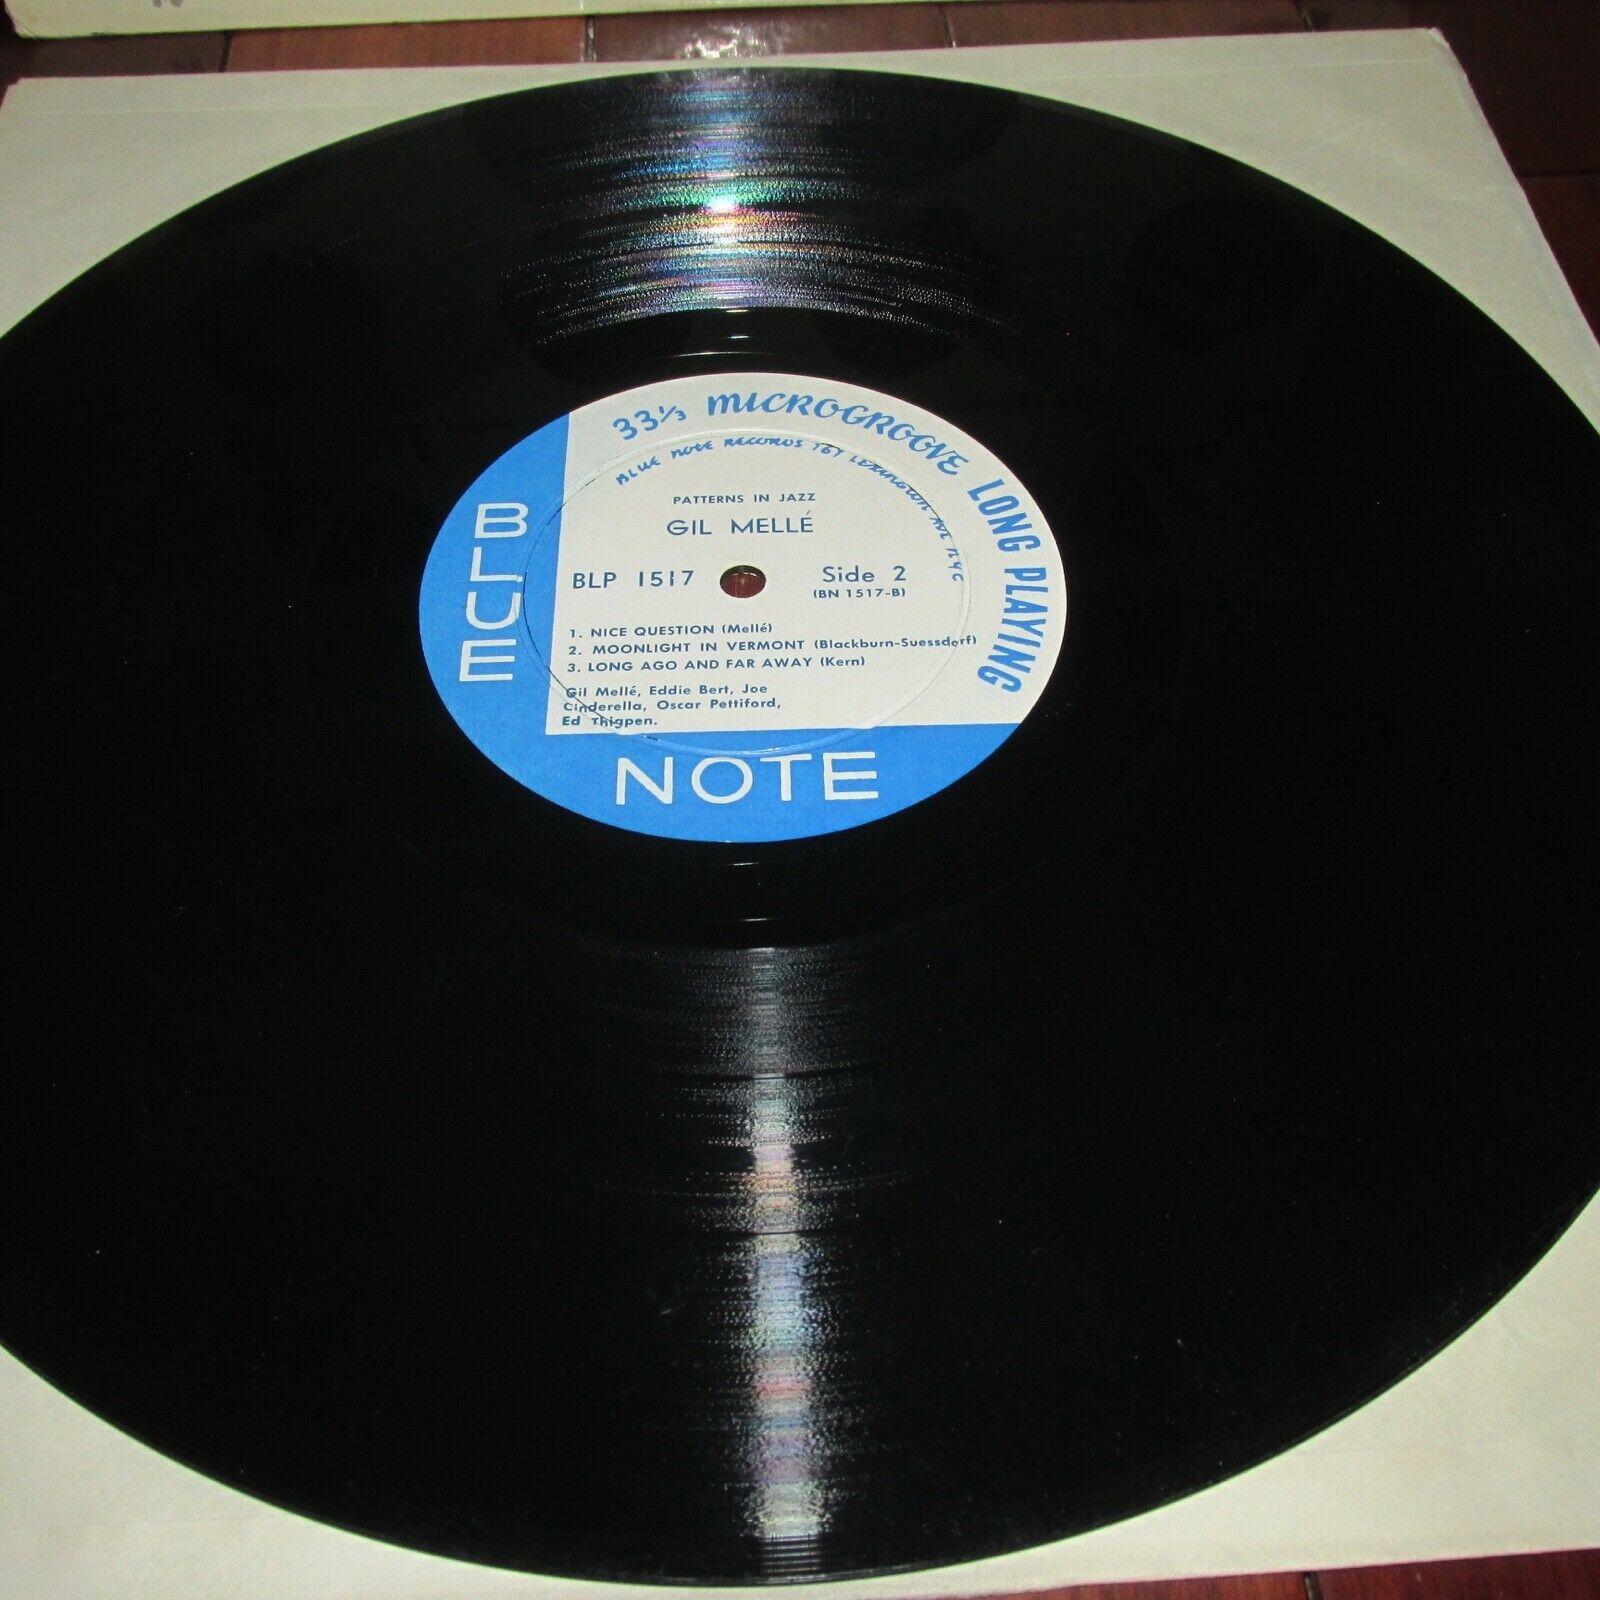 33⅓ MICROGROOVE LONG PLAYING
BLUE NOTE RECORDS 767 LEXINGTON AVE NYC
PATTERNS IN JAZZ
GIL MELLÉ
BLP 1517
Side 2
(BN 1517-B)
1. NICE QUESTION (Mellé)
2. MOONLIGHT IN VERMONT (Blackburn-Suessdorf)
3. LONG AGO AND FAR AWAY (Kern)
Gil Mellé, Eddie Bert, Joe
Cinderella, Oscar Pettiford,
Ed Thigpen.
BLUE
NOTE